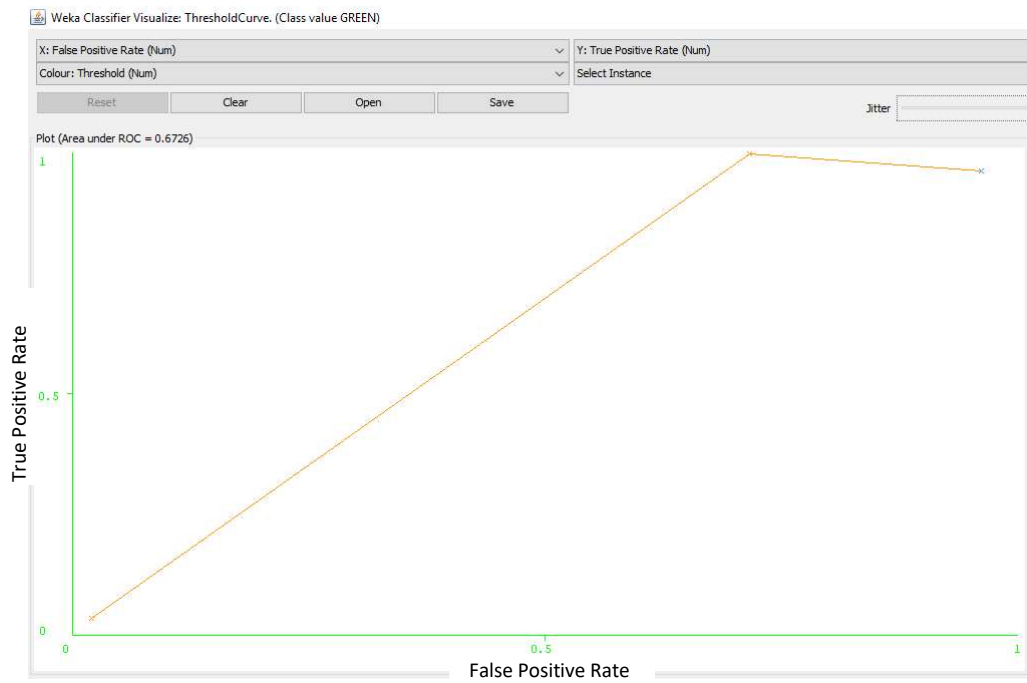 Weka Classifier Visualize: ThresholdCurve. (Class value GREEN)
X: False Positive Rate (Num)
Y: True Positive Rate (Num)
Colour: Threshold (Num)
Select Instance
Reset
Clear
Open
Save
Jitter
Plot (Area under ROC = 0.6726)
1
True Positive Rate
0.5
0
0
0.5
1
False Positive Rate